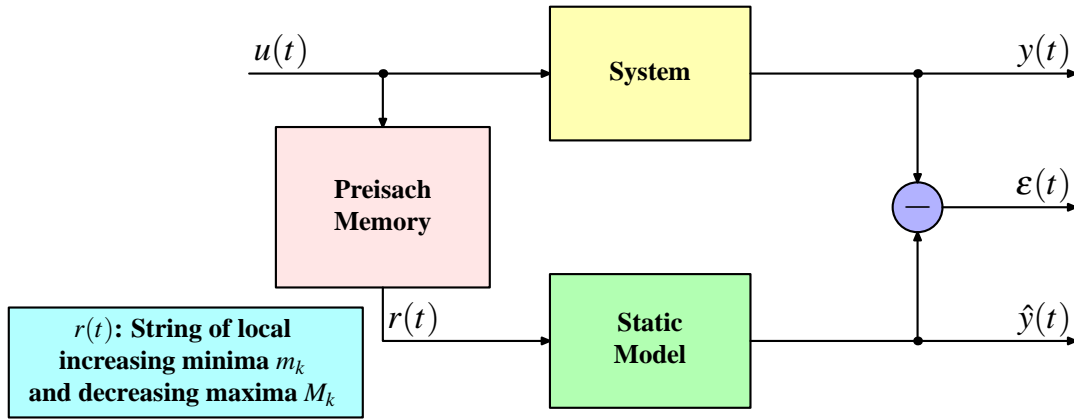 u(t)
System
y(t)
Preisach
Memory
ε(t)
−
r(t)
Static
Model
ŷ(t)
r(t): String of local
increasing minima m_k
and decreasing maxima M_k